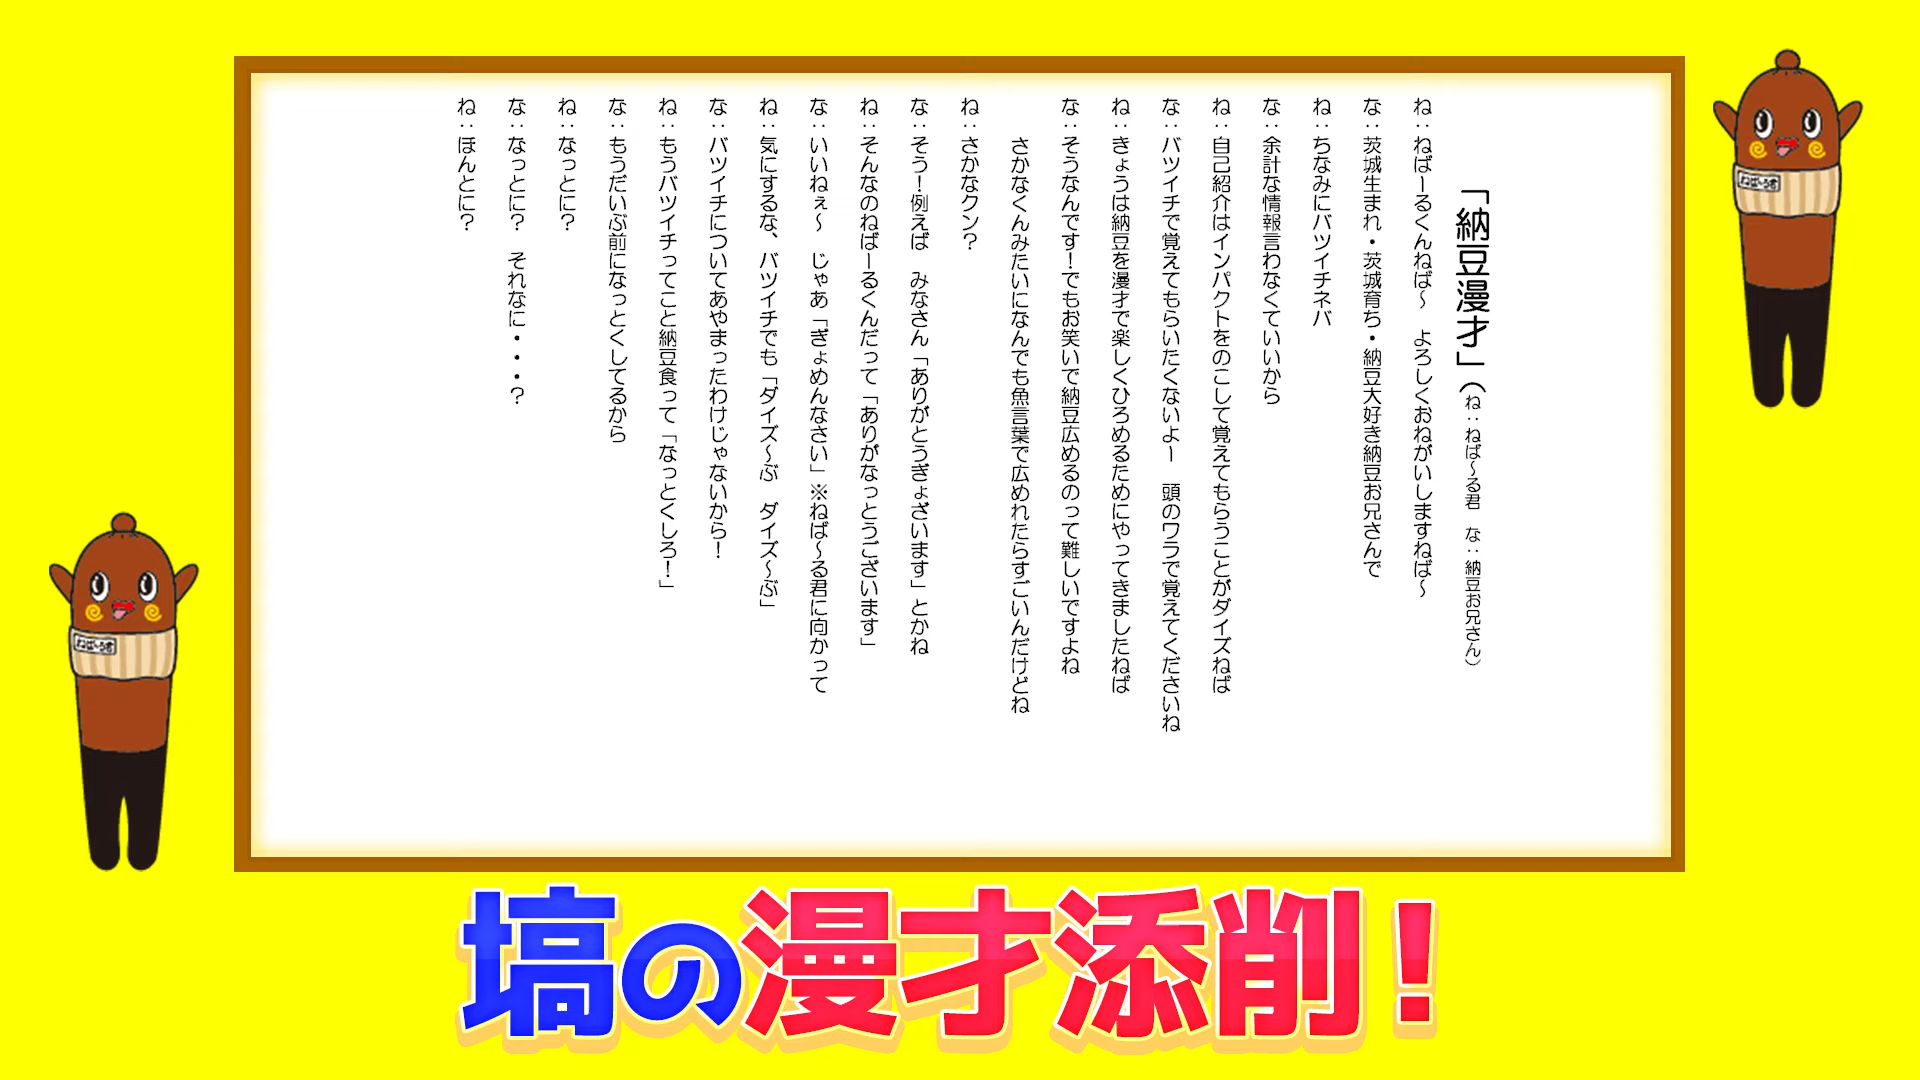 「納豆漫才」（ね：ねば～る君　な：納豆お兄さん）
ね：ねばーるくんねば～　よろしくおねがいしますねば～
な：茨城生まれ・茨城育ち・納豆大好き納豆お兄さんで
ね：ちなみにバツイチネバ
な：余計な情報言わなくていいから
ね：自己紹介はインパクトをのこして覚えてもらうことがダイズねば
な：バツイチで覚えてもらいたくないよー　頭のワラで覚えてくださいね
ね：きょうは納豆を漫才で楽しくひろめるためにやってきましたねば
な：そうなんです！でもお笑いで納豆広めるのって難しいですよね
さかなくんみたいになんでも魚言葉で広めれたらすごいんだけどね
ね：さかなクン？
な：そう！例えば　みなさん「ありがとうぎょざいます」とかね
ね：そんなのねばーるくんだって「ありがなっとうございます」
な：いいねぇ～　じゃあ「ぎょめんなさい」※ねば～る君に向かって
ね：気にするな、バツイチでも「ダイズ～ぶ　ダイズ～ぶ」
な：バツイチについてあやまったわけじゃないから！
ね：もうバツイチってこと納豆食って「なっとくしろ！」
な：もうだいぶ前になっとくしてるから
ね：なっとに？
な：なっとに？　それなに・・・？
ね：ほんとに？
ねば～る君
ねば～る君
塙の漫才添削！